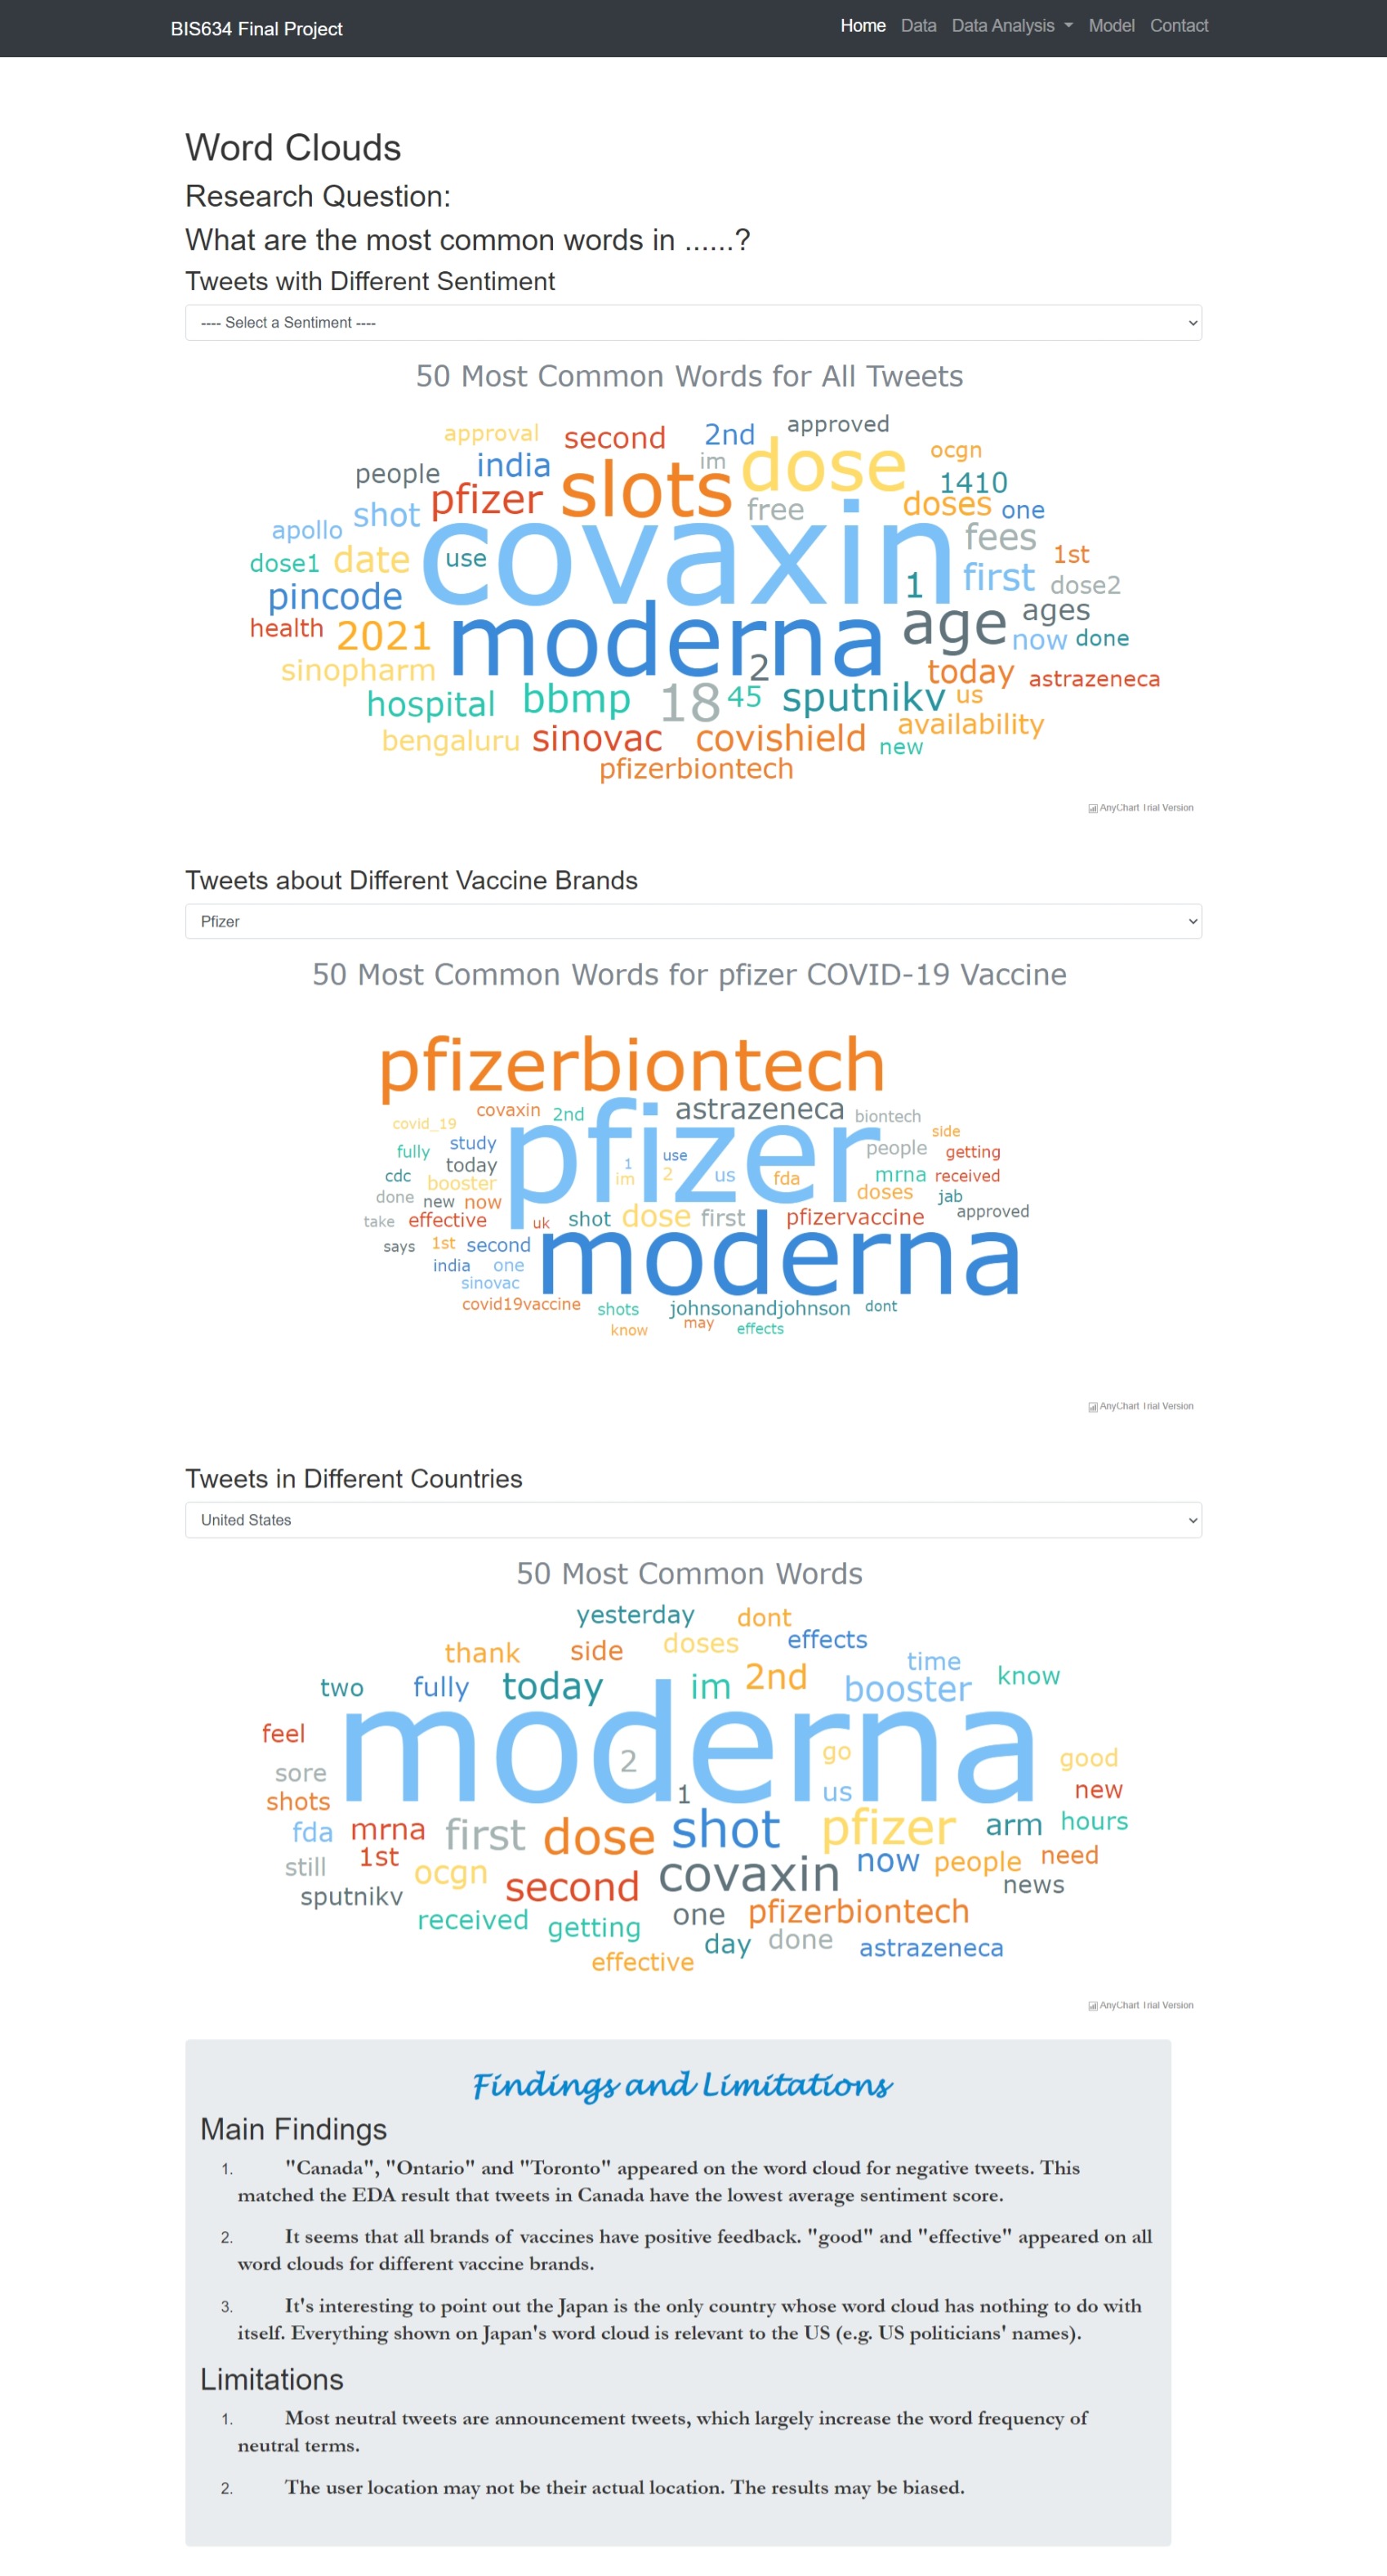 BIS634 Final Project
Home Data Data Analysis Model Contact
Word Clouds
Research Question:
What are the most common words in ......?
Tweets with Different Sentiment
---- Select a Sentiment ----
50 Most Common Words for All Tweets
approval second 2nd approved
people india im dose ocgn
shot pfizer slots free doses 1410 one
apollo covaxin fees 1st
dose1 date use 1 first dose2
pincode age ages
health 2021 moderna 2 now done
sinopharm today astrazeneca
hospital bbmp 18 45 sputnikv us
bengaluru sinovac covishield availability new
pfizerbiontech
AnyChart Trial Version
Tweets about Different Vaccine Brands
Pfizer
50 Most Common Words for pfizer COVID-19 Vaccine
pfizerbiontech
covid_19 covaxin 2nd astrazeneca biontech side
fully study pfizer use people getting
cdc today 1 mrna received
booster im 2 us fda doses jab
done new now approved
take effective uk shot dose first pfizervaccine
says 1st second moderna
india one
sinovac
covid19vaccine shots johnsonandjohnson dont
know may effects
AnyChart Trial Version
Tweets in Different Countries
United States
50 Most Common Words
yesterday dont
thank side doses effects time
two fully today im 2nd booster know
feel moderna 2 go good
sore 1 us new
shots
fda mrna first dose shot pfizer arm hours
still 1st ocgn second covaxin now people need
sputnikv news
received getting one pfizerbiontech
day done astrazeneca
effective
AnyChart Trial Version
Findings and Limitations
Main Findings
1. "Canada", "Ontario" and "Toronto" appeared on the word cloud for negative tweets. This
matched the EDA result that tweets in Canada have the lowest average sentiment score.
2. It seems that all brands of vaccines have positive feedback. "good" and "effective" appeared on all
word clouds for different vaccine brands.
3. It's interesting to point out the Japan is the only country whose word cloud has nothing to do with
itself. Everything shown on Japan's word cloud is relevant to the US (e.g. US politicians' names).
Limitations
1. Most neutral tweets are announcement tweets, which largely increase the word frequency of
neutral terms.
2. The user location may not be their actual location. The results may be biased.